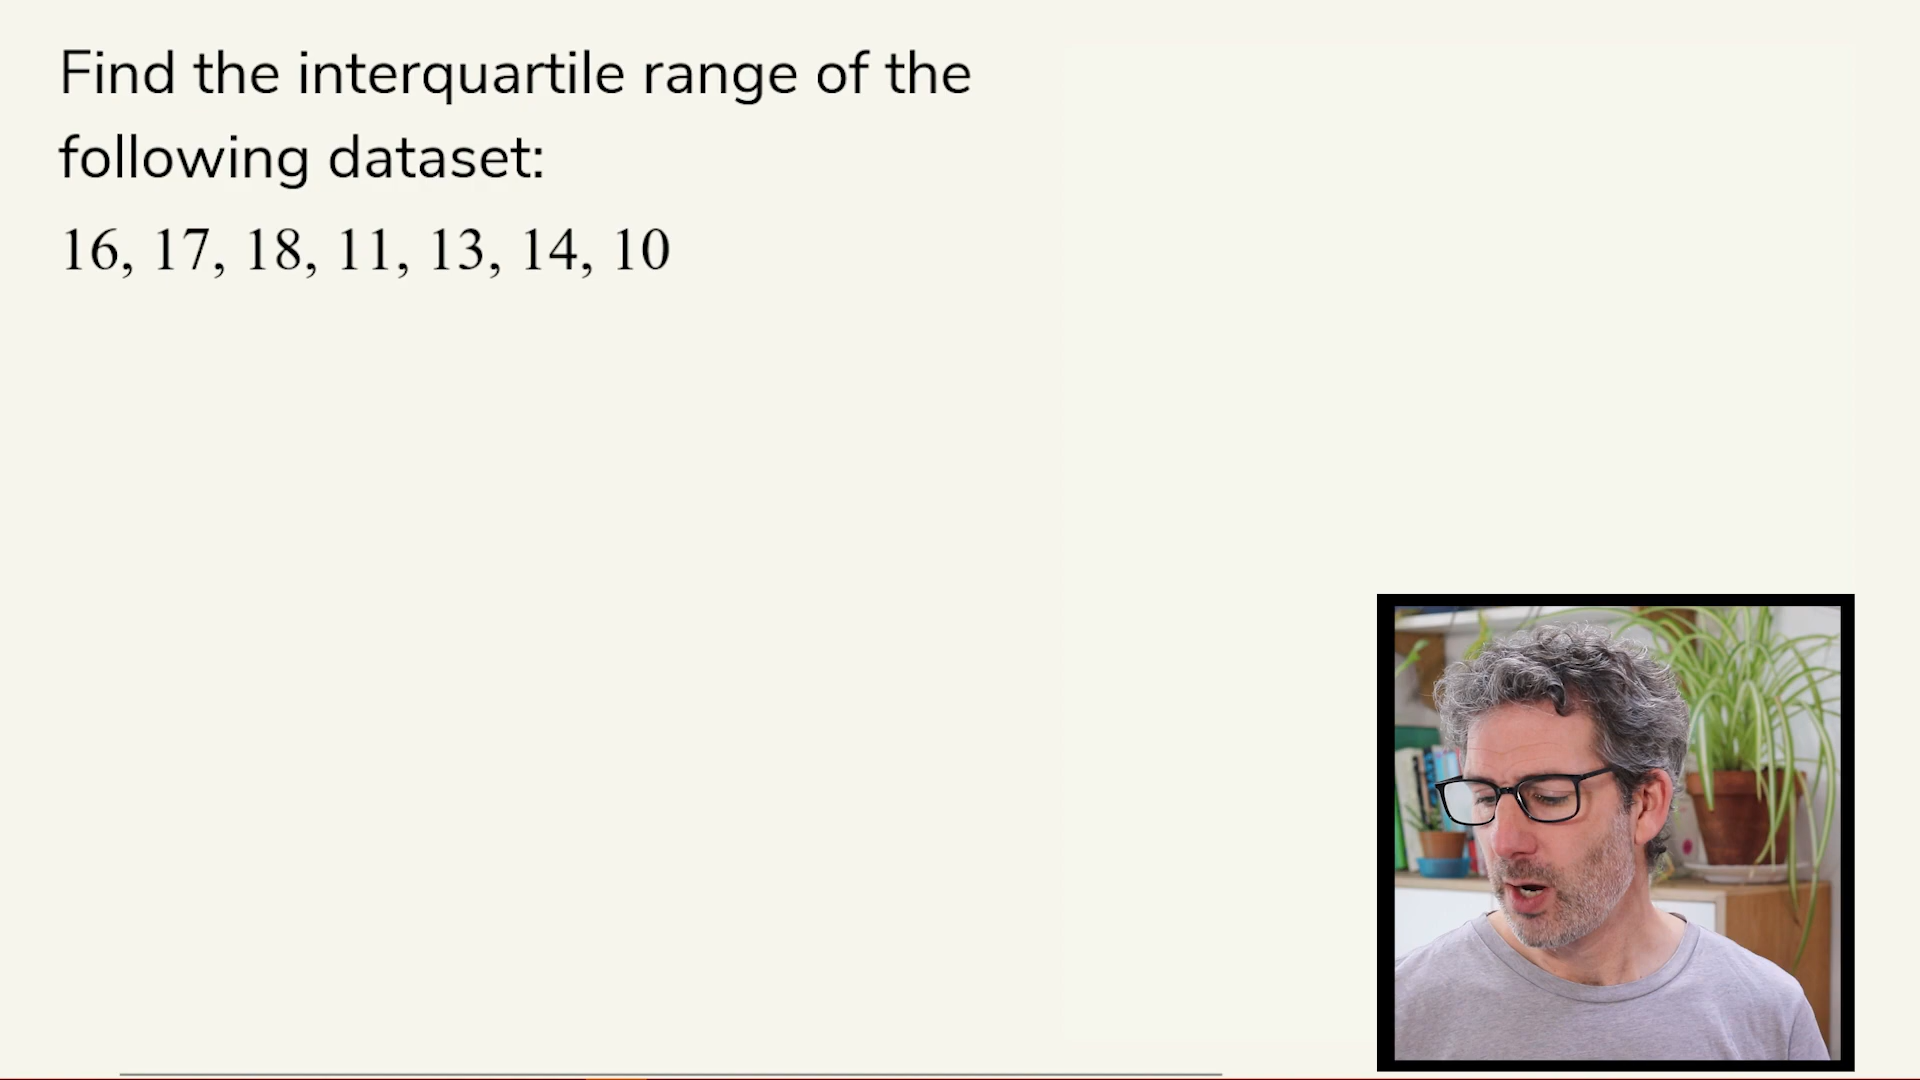 Find the interquartile range of the
following dataset:
16, 17, 18, 11, 13, 14, 10